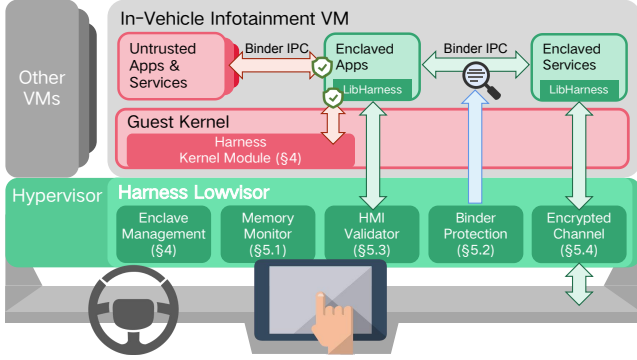 In-Vehicle Infotainment VM
Other
VMs
Untrusted
Apps &
Services
Binder IPC
Enclaved
Apps
LibHarness
Binder IPC
Enclaved
Services
LibHarness
Guest Kernel
Harness
Kernel Module (§4)
Hypervisor
Harness Lowvisor
Enclave
Management
(§4)
Memory
Monitor
(§5.1)
HMI
Validator
(§5.3)
Binder
Protection
(§5.2)
Encrypted
Channel
(§5.4)